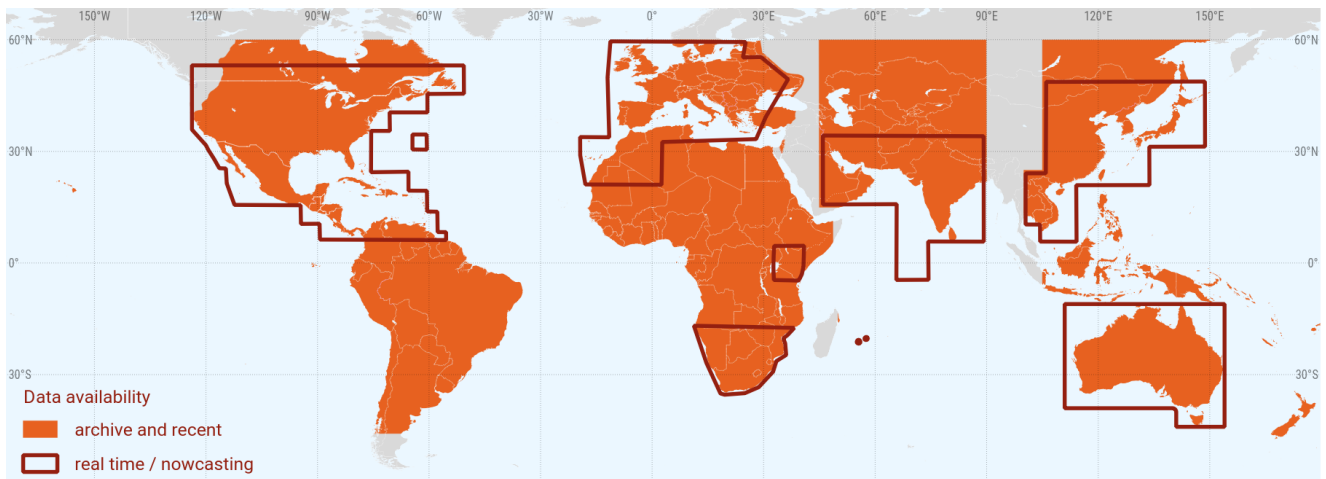 150°W 120°W 90°W 60°W 30°W 0° 30°E 60°E 90°E 120°E 150°E
60°N 60°N
30°N 30°N
0° 0°
30°S 30°S
Data availability
archive and recent
real time / nowcasting